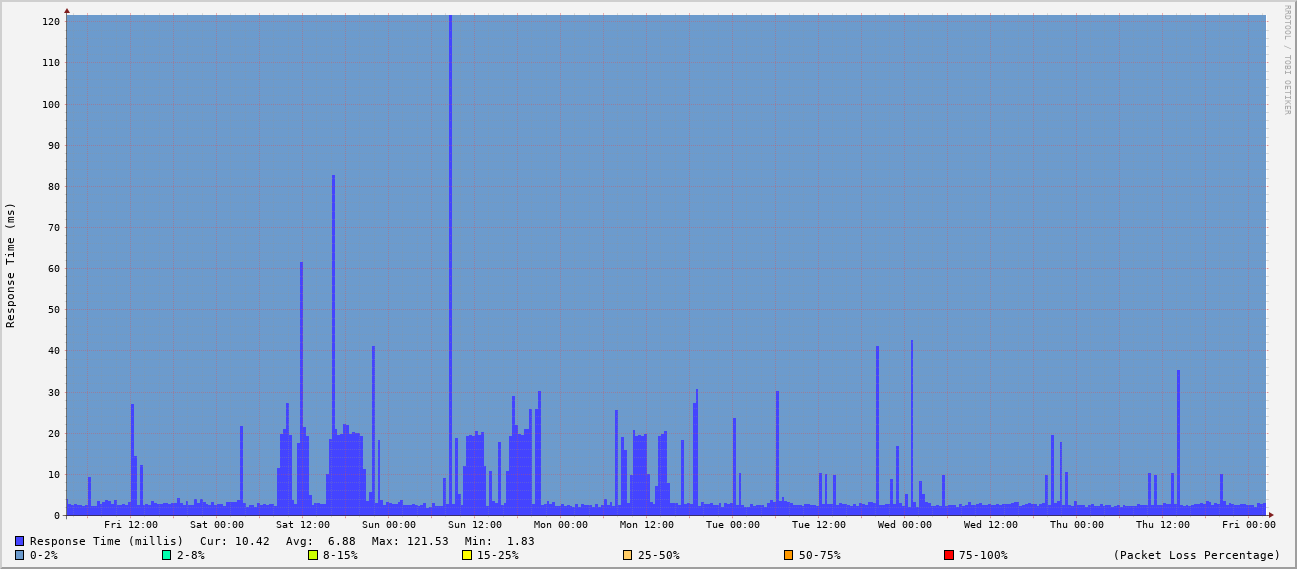 RRDTOOL / TOBI OETIKER
Response Time (ms)
120
110
100
90
80
70
60
50
40
30
20
10
0
Fri 12:00 Sat 00:00 Sat 12:00 Sun 00:00 Sun 12:00 Mon 00:00 Mon 12:00 Tue 00:00 Tue 12:00 Wed 00:00 Wed 12:00 Thu 00:00 Thu 12:00 Fri 00:00
Response Time (millis) Cur: 10.42 Avg: 6.88 Max: 121.53 Min: 1.83
0-2% 2-8% 8-15% 15-25% 25-50% 50-75% 75-100% (Packet Loss Percentage)